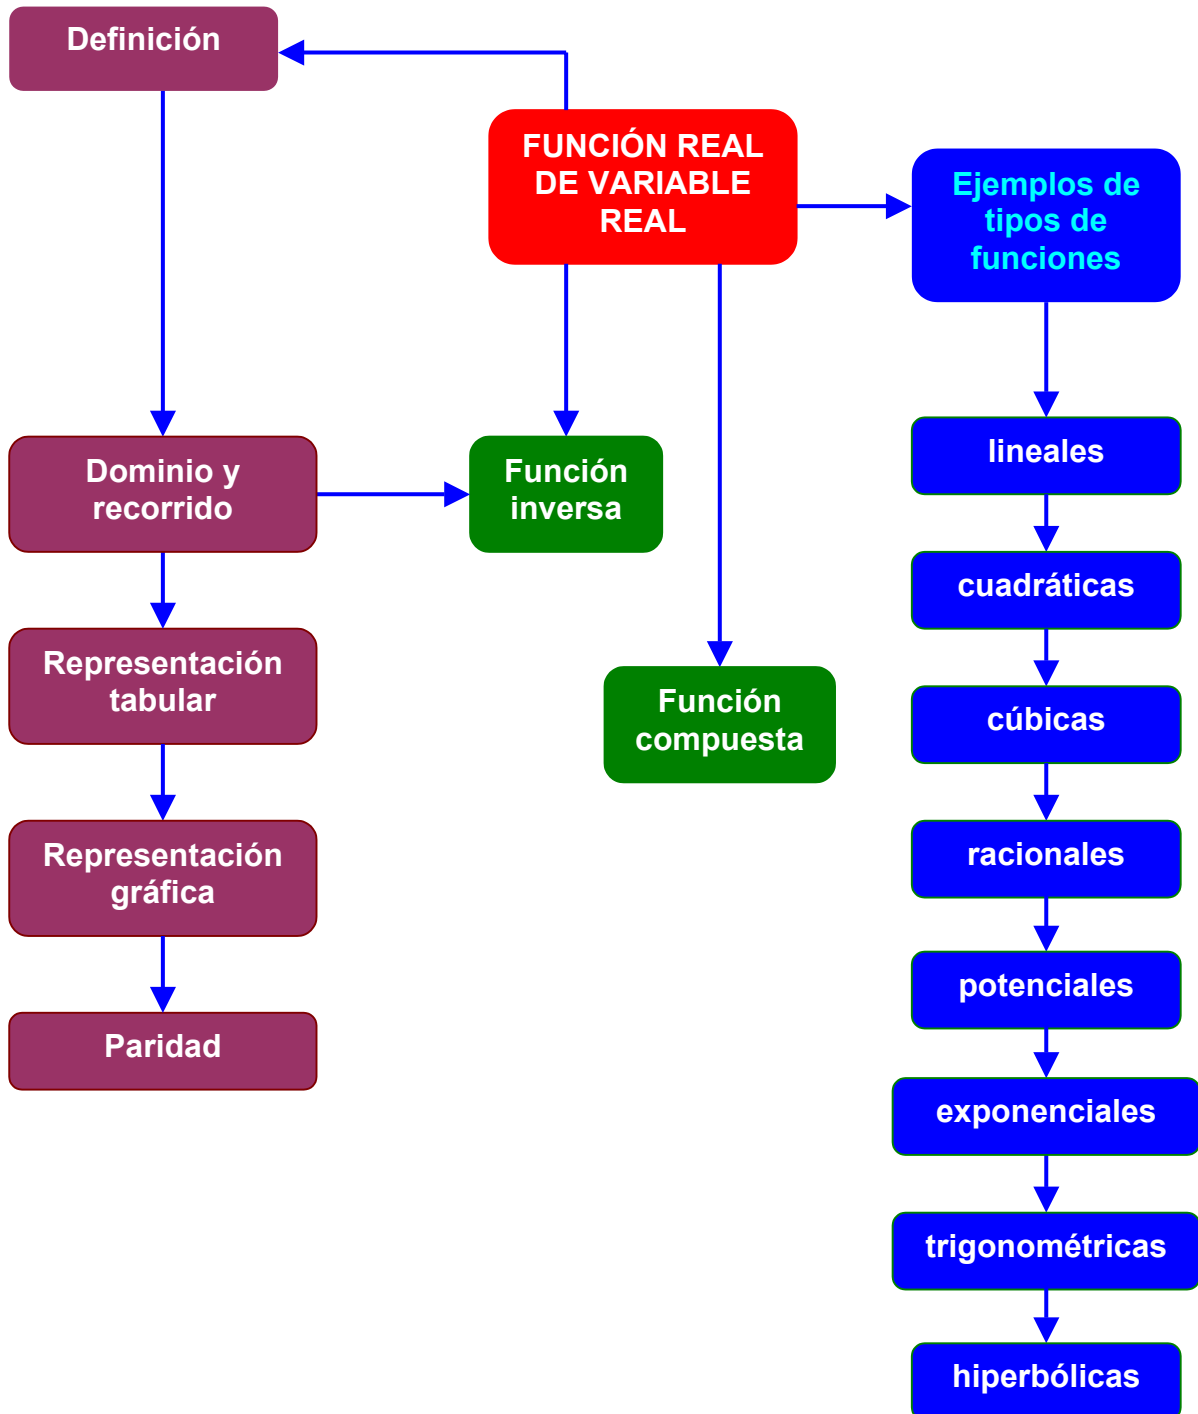 Definición
FUNCIÓN REAL
DE VARIABLE
REAL
Ejemplos de
tipos de
funciones
Dominio y
recorrido
Función
inversa
lineales
cuadráticas
Representación
tabular
Función
compuesta
cúbicas
Representación
gráfica
racionales
potenciales
Paridad
exponenciales
trigonométricas
hiperbólicas